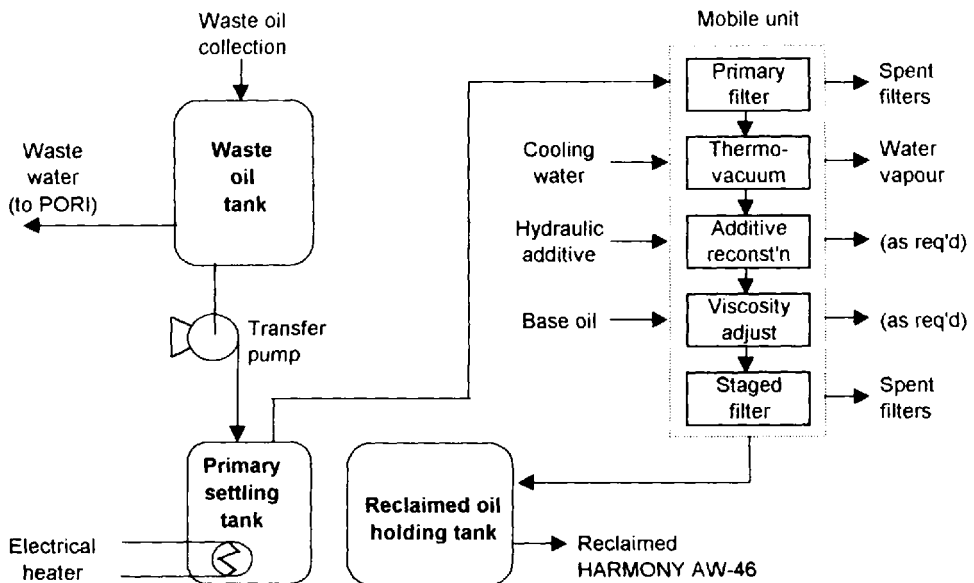 Waste oil
collection
Waste
oil
tank
Waste
water
(to PORI)
Transfer
pump
Primary
settling
tank
Electrical
heater
Mobile unit
Primary
filter
Spent
filters
Cooling
water
Thermo-
vacuum
Water
vapour
Hydraulic
additive
Additive
reconst'n
(as req'd)
Base oil
Viscosity
adjust
(as req'd)
Staged
filter
Spent
filters
Reclaimed oil
holding tank
Reclaimed
HARMONY AW-46